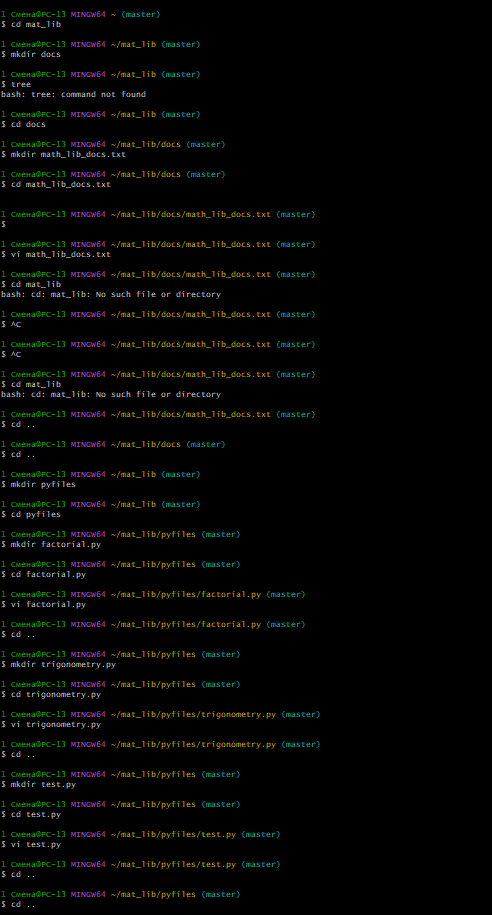 1 Смена@PC-13 MINGW64 ~ (master)
$ cd mat_lib
1 Смена@PC-13 MINGW64 ~/mat_lib (master)
$ mkdir docs
1 Смена@PC-13 MINGW64 ~/mat_lib (master)
$ tree
bash: tree: command not found
1 Смена@PC-13 MINGW64 ~/mat_lib (master)
$ cd docs
1 Смена@PC-13 MINGW64 ~/mat_lib/docs (master)
$ mkdir math_lib_docs.txt
1 Смена@PC-13 MINGW64 ~/mat_lib/docs (master)
$ cd math_lib_docs.txt
1 Смена@PC-13 MINGW64 ~/mat_lib/docs/math_lib_docs.txt (master)
$
1 Смена@PC-13 MINGW64 ~/mat_lib/docs/math_lib_docs.txt (master)
$ vi math_lib_docs.txt
1 Смена@PC-13 MINGW64 ~/mat_lib/docs/math_lib_docs.txt (master)
$ cd mat_lib
bash: cd: mat_lib: No such file or directory
1 Смена@PC-13 MINGW64 ~/mat_lib/docs/math_lib_docs.txt (master)
$ ^C
1 Смена@PC-13 MINGW64 ~/mat_lib/docs/math_lib_docs.txt (master)
$ ^C
1 Смена@PC-13 MINGW64 ~/mat_lib/docs/math_lib_docs.txt (master)
$ cd mat_lib
bash: cd: mat_lib: No such file or directory
1 Смена@PC-13 MINGW64 ~/mat_lib/docs/math_lib_docs.txt (master)
$ cd ..
1 Смена@PC-13 MINGW64 ~/mat_lib/docs (master)
$ cd ..
1 Смена@PC-13 MINGW64 ~/mat_lib (master)
$ mkdir pyfiles
1 Смена@PC-13 MINGW64 ~/mat_lib (master)
$ cd pyfiles
1 Смена@PC-13 MINGW64 ~/mat_lib/pyfiles (master)
$ mkdir factorial.py
1 Смена@PC-13 MINGW64 ~/mat_lib/pyfiles (master)
$ cd factorial.py
1 Смена@PC-13 MINGW64 ~/mat_lib/pyfiles/factorial.py (master)
$ vi factorial.py
1 Смена@PC-13 MINGW64 ~/mat_lib/pyfiles/factorial.py (master)
$ cd ..
1 Смена@PC-13 MINGW64 ~/mat_lib/pyfiles (master)
$ mkdir trigonometry.py
1 Смена@PC-13 MINGW64 ~/mat_lib/pyfiles (master)
$ cd trigonometry.py
1 Смена@PC-13 MINGW64 ~/mat_lib/pyfiles/trigonometry.py (master)
$ vi trigonometry.py
1 Смена@PC-13 MINGW64 ~/mat_lib/pyfiles/trigonometry.py (master)
$ cd ..
1 Смена@PC-13 MINGW64 ~/mat_lib/pyfiles (master)
$ mkdir test.py
1 Смена@PC-13 MINGW64 ~/mat_lib/pyfiles (master)
$ cd test.py
1 Смена@PC-13 MINGW64 ~/mat_lib/pyfiles/test.py (master)
$ vi test.py
1 Смена@PC-13 MINGW64 ~/mat_lib/pyfiles/test.py (master)
$ cd ..
1 Смена@PC-13 MINGW64 ~/mat_lib/pyfiles (master)
$ cd ..